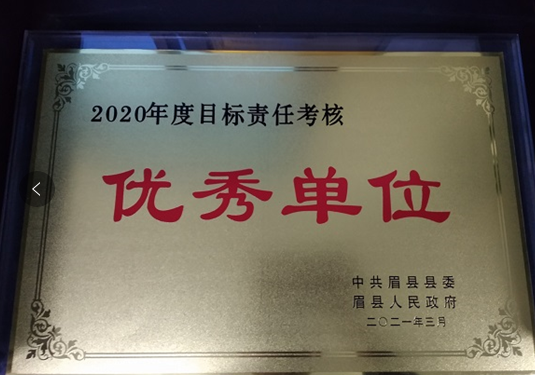 2020年度目标责任考核
优秀单位
中共眉县县委
眉县人民政府
二〇二一年三月